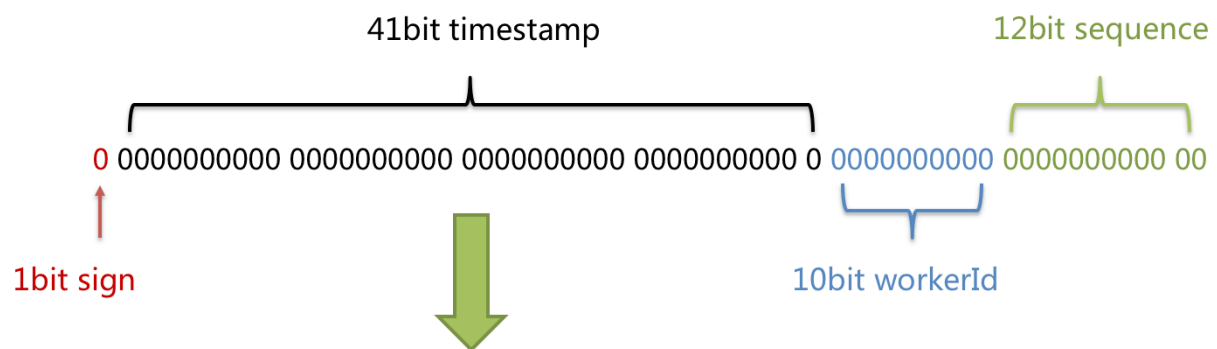 41bit timestamp
12bit sequence
0 0000000000 0000000000 0000000000 0000000000 0 0000000000 0000000000 00
1bit sign
10bit workerId